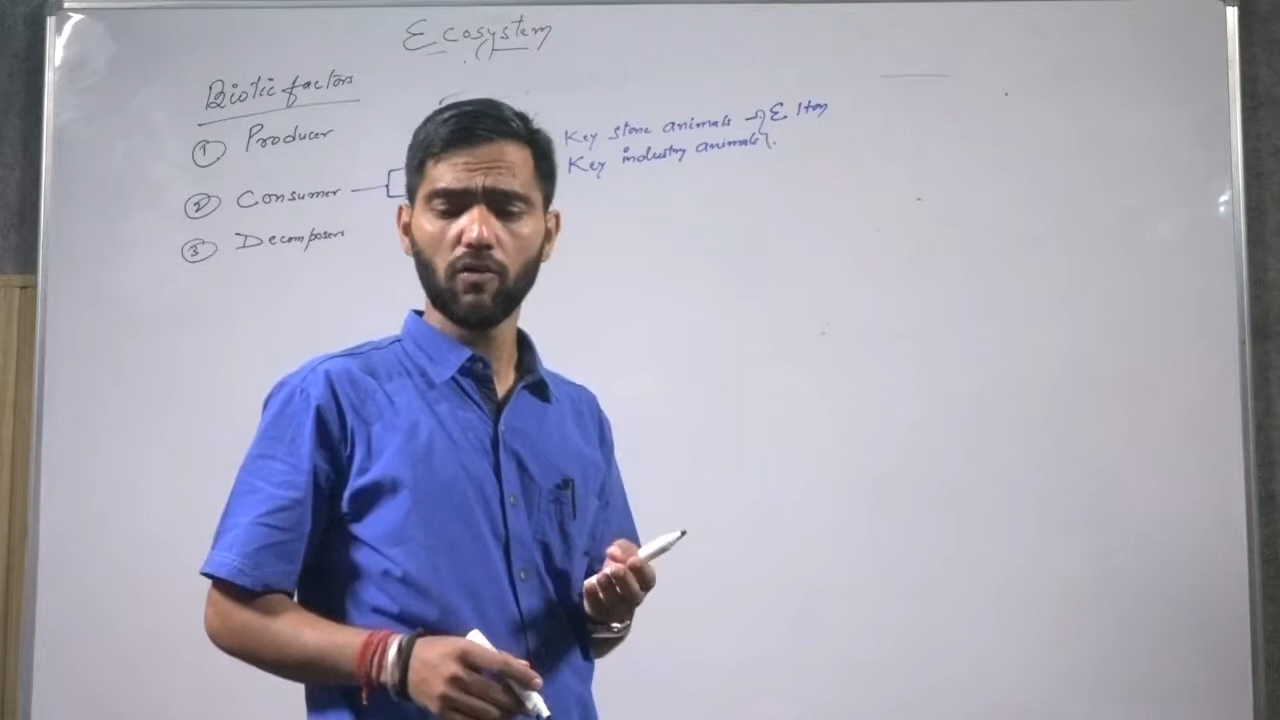 Ecosystem
Biotic factors
① Producer
② Consumer
③ Decomposers
Key stone animals → Elton
Key industry animals